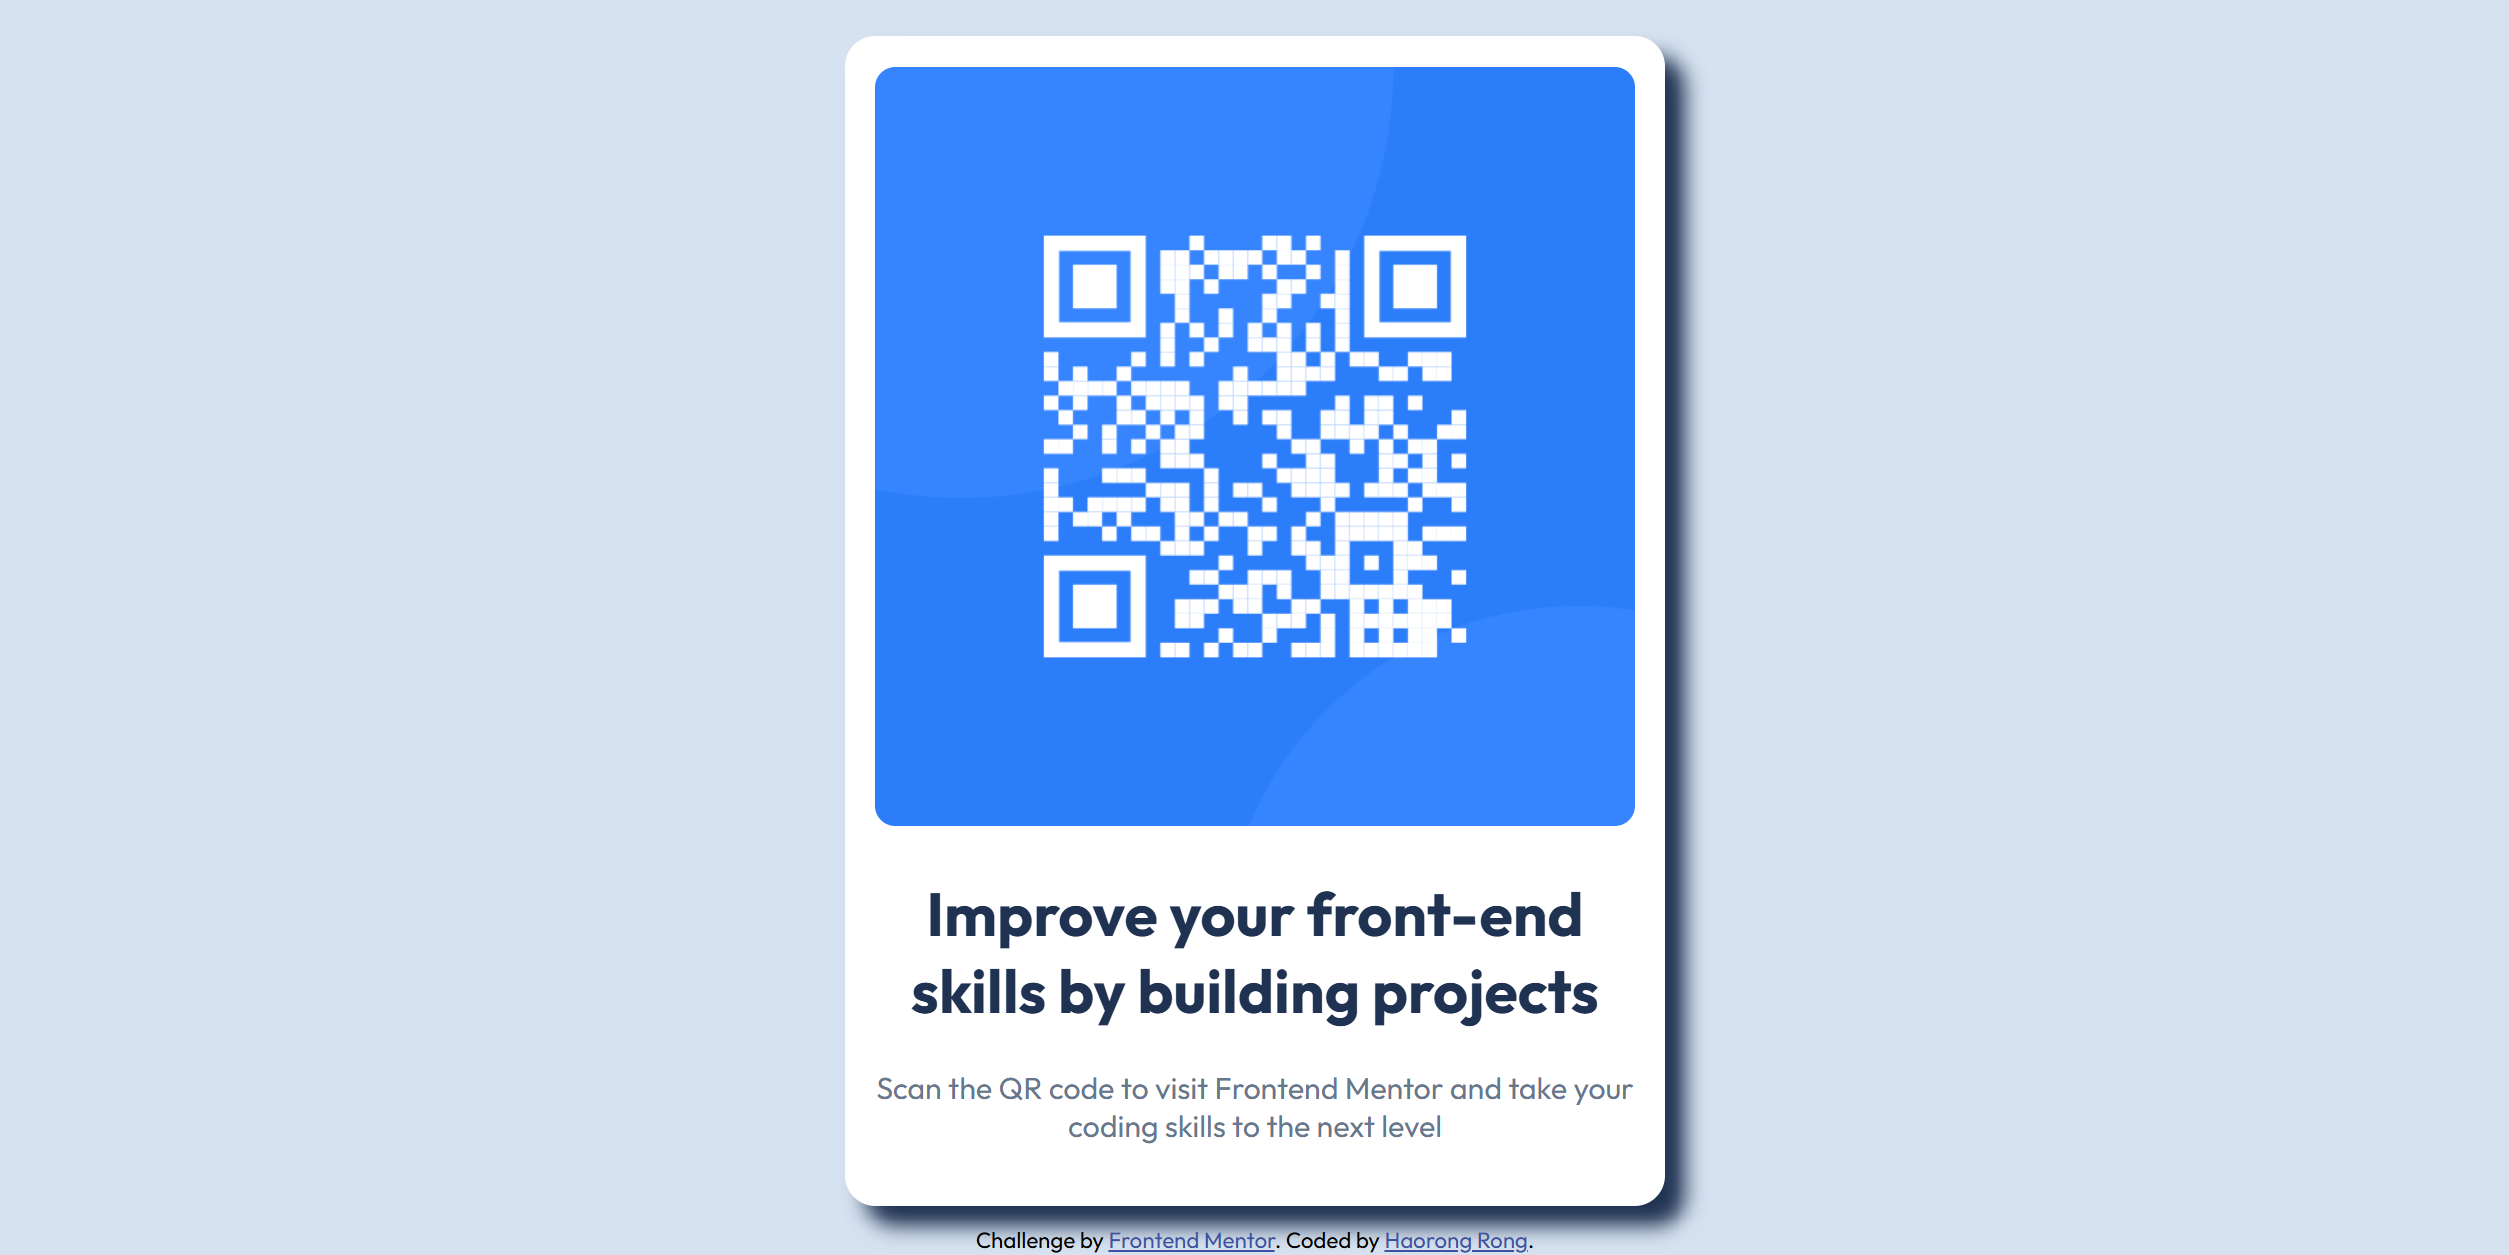 Improve your front-end
skills by building projects
Scan the QR code to visit Frontend Mentor and take your
coding skills to the next level
Challenge by Frontend Mentor. Coded by Haorong Rong.